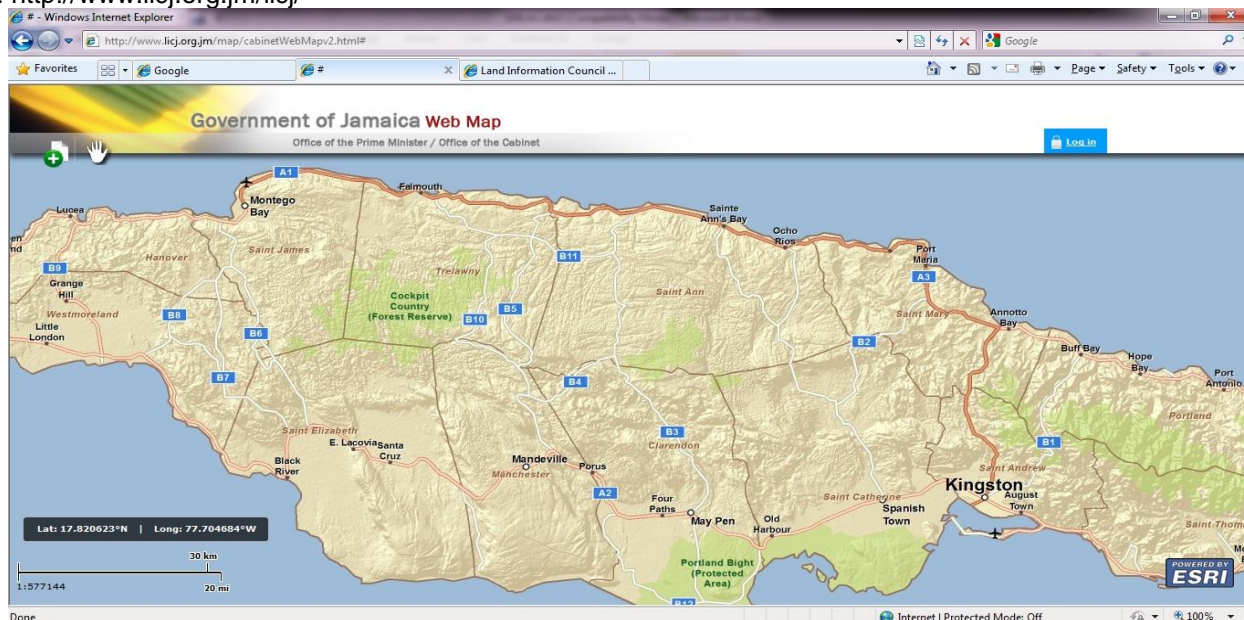 http://www.licj.org.jm/licj/
# - Windows Internet Explorer
http://www.licj.org.jm/map/cabinetWebMapv2.html#
Google
Favorites
Google
#
Land Information Council ...
Page
Safety
Tools
Government of Jamaica Web Map
Office of the Prime Minister / Office of the Cabinet
Log in
A1
Falmouth
Montego
Bay
Lucea
Sainte
Ann's Bay
Ocho
Rios
Port
Maria
Saint James
Hanover
B11
B9
Trelawny
A3
Grange
Hill
Cockpit
Country
(Forest Reserve)
Saint Ann
Westmoreland
B8
B10
B5
Saint Mary
Annotto
Bay
Little
London
B6
B2
Buff Bay
Hope
Bay
Port
Antonio
B7
B4
Portland
Saint Elizabeth
B3
Clarendon
B1
E. Lacovia
Santa
Cruz
Black
River
Mandeville
Manchester
Porus
Saint Andrew
Kingston
A2
Four
Paths
Saint Catherine
August
Town
May Pen
Old
Harbour
Spanish
Town
Saint Thom
Lat: 17.820623°N | Long: 77.704684°W
Portland Bight
(Protected
Area)
30 km
1:577144
20 mi
POWERED BY
ESRI
B12
Done
Internet | Protected Mode: Off
100%